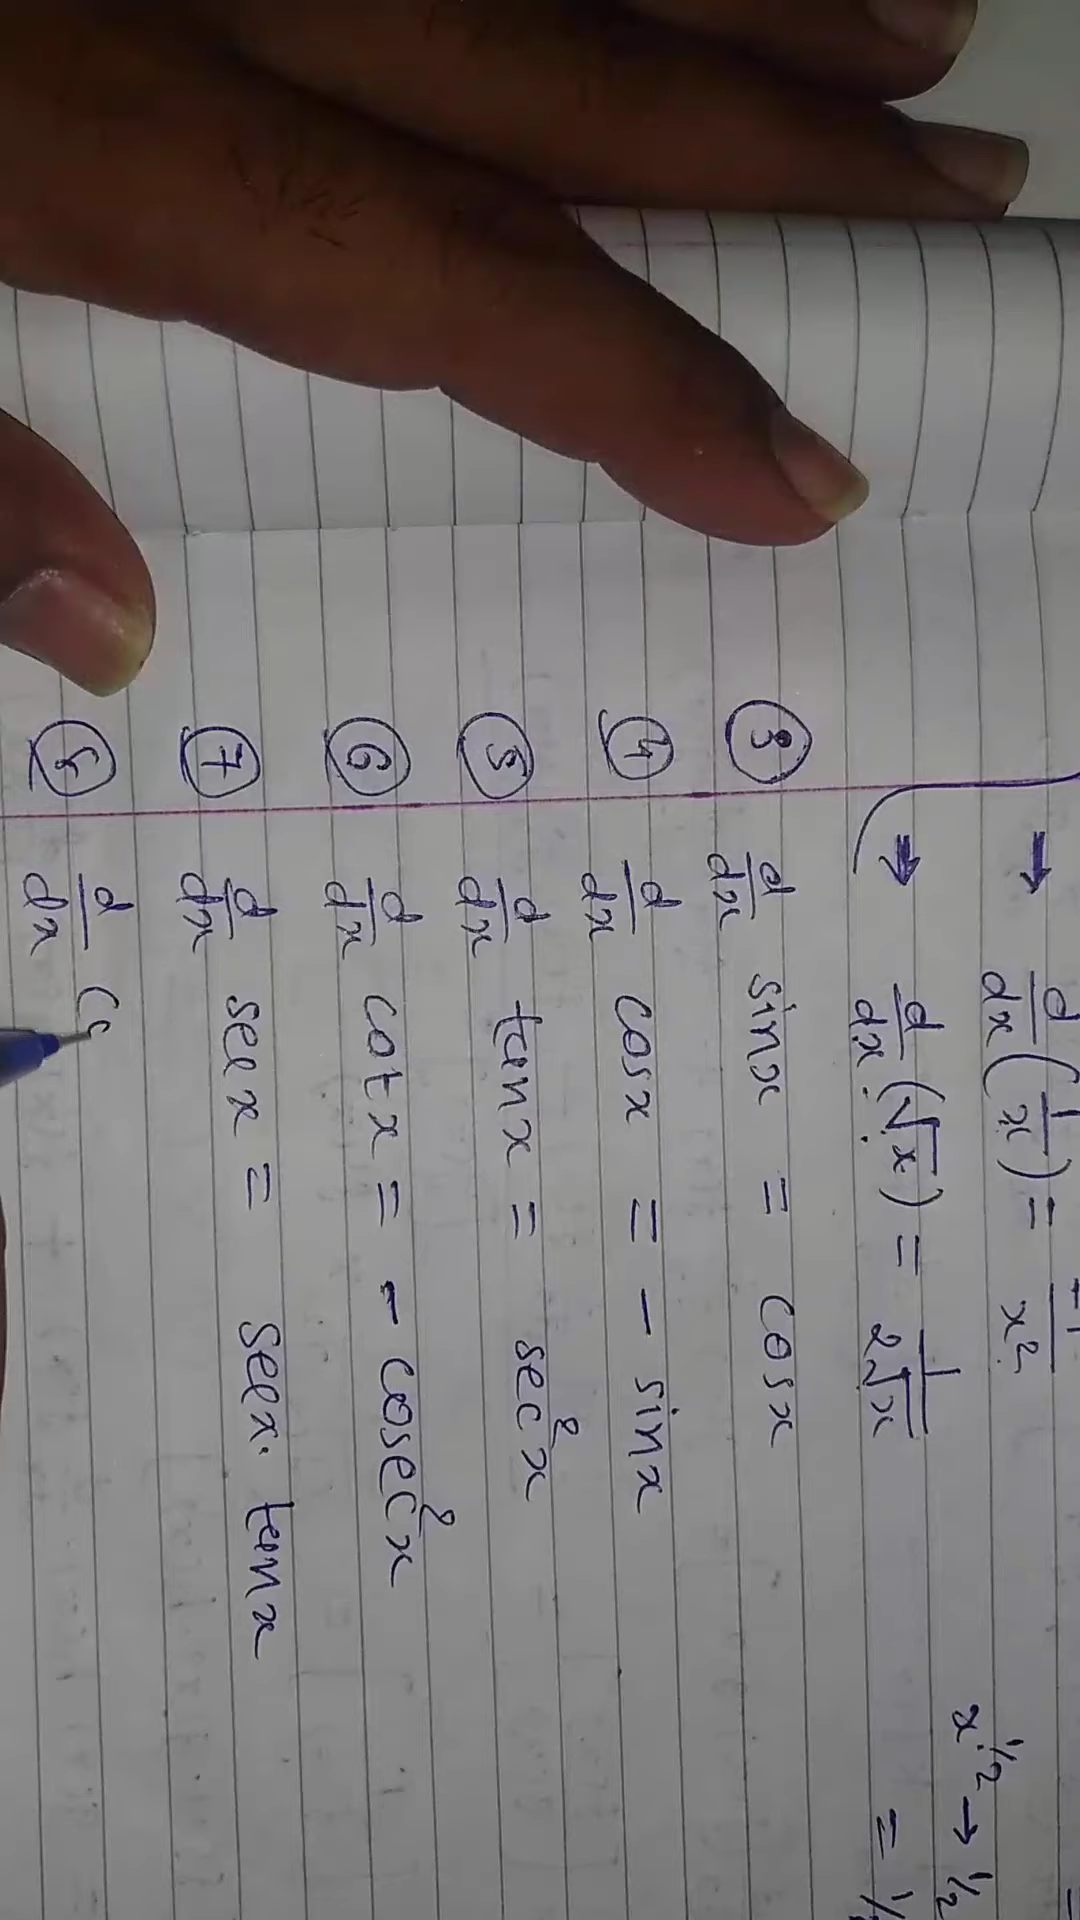 → d/dx (1/x) = -1/x²
→ d/dx (√x) = 1/2√x
x^1/2 → 1/2
= 1/
③ d/dx sinx = cosx
④ d/dx cosx = - sinx
⑤ d/dx tanx = sec²x
⑥ d/dx cotx = - cosec²x
⑦ d/dx secx = secx. tanx
⑧ d/dx